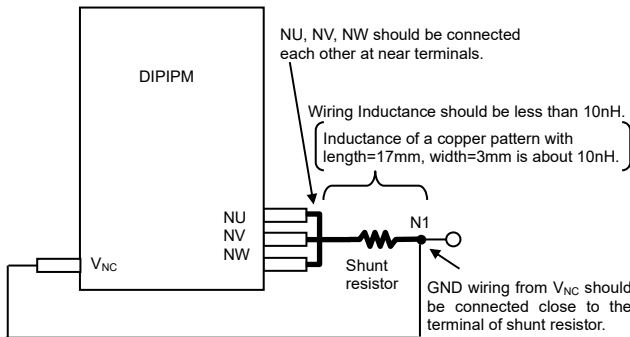 NU, NV, NW should be connected
each other at near terminals.
DIPIPM
Wiring Inductance should be less than 10nH.
Inductance of a copper pattern with
length=17mm, width=3mm is about 10nH.
NU
NV
NW
N1
VNC
Shunt
resistor
GND wiring from VNC should
be connected close to the
terminal of shunt resistor.